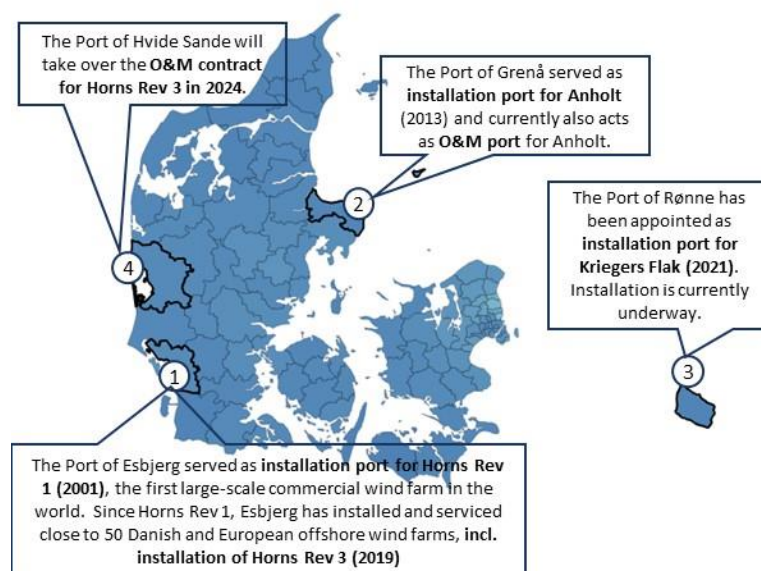 The Port of Hvide Sande will
take over the O&M contract
for Horns Rev 3 in 2024.
The Port of Grenå served as
installation port for Anholt
(2013) and currently also acts
as O&M port for Anholt.
2
The Port of Rønne has
been appointed as
installation port for
Kriegers Flak (2021).
Installation is currently
underway.
4
3
1
The Port of Esbjerg served as installation port for Horns Rev
1 (2001), the first large-scale commercial wind farm in the
world. Since Horns Rev 1, Esbjerg has installed and serviced
close to 50 Danish and European offshore wind farms, incl.
installation of Horns Rev 3 (2019)